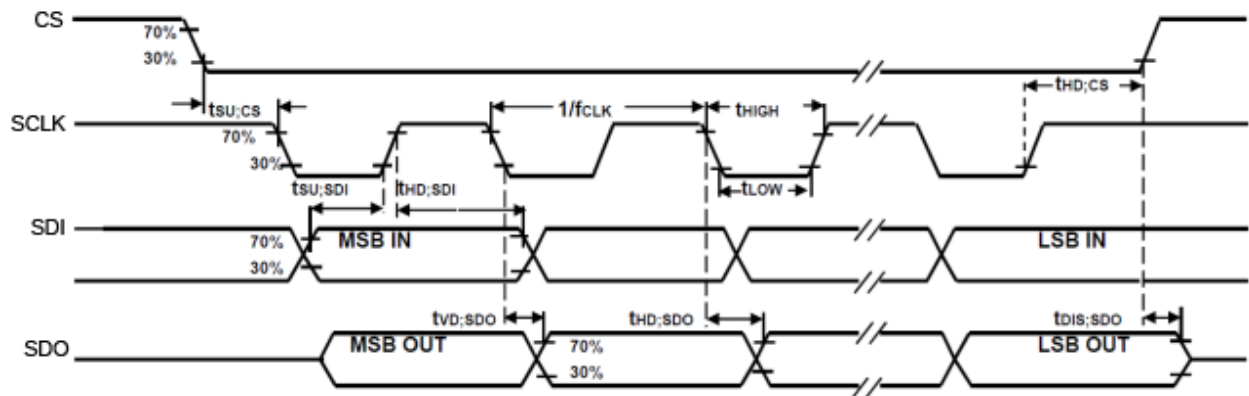 CS
70%
30%
tHD;CS
tSU;CS
1/fCLK
tHIGH
SCLK
70%
30%
tSU;SDI
tHD;SDI
tLOW
SDI
70%
MSB IN
LSB IN
30%
tVD;SDO
tHD;SDO
tDIS;SDO
SDO
MSB OUT
70%
LSB OUT
30%